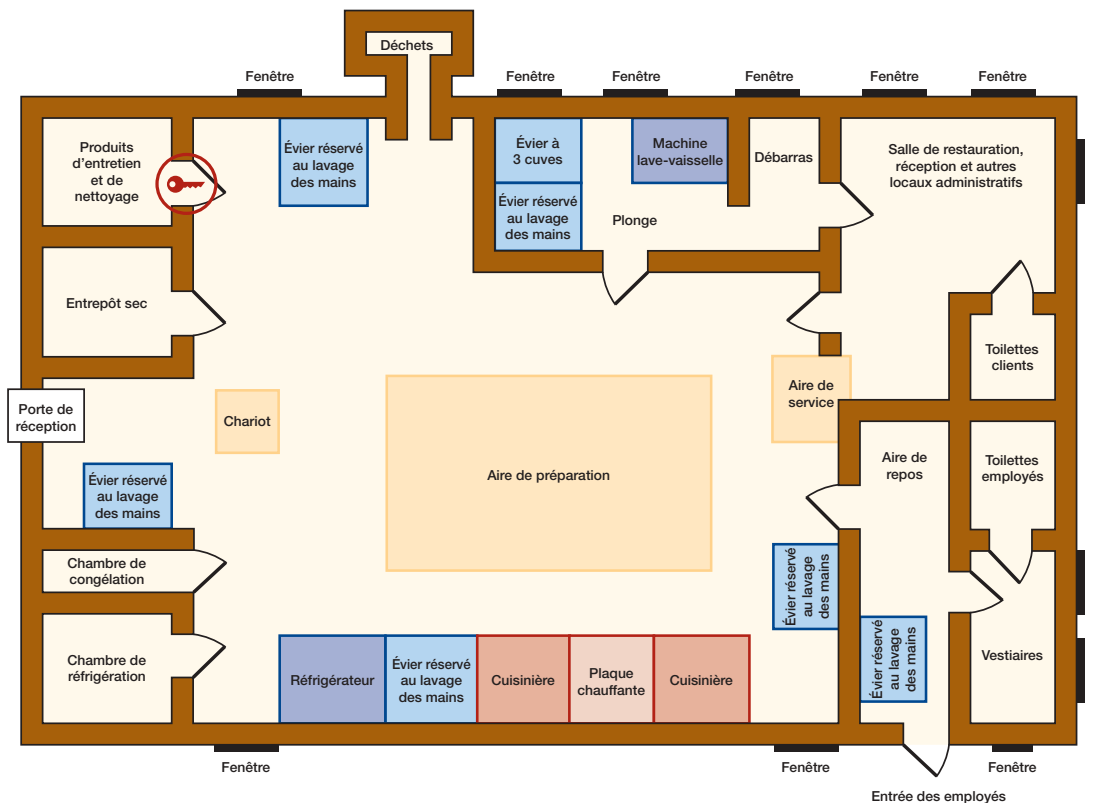 Déchets
Fenêtre
Fenêtre
Fenêtre
Fenêtre
Fenêtre
Fenêtre
Produits
d'entretien
et de
nettoyage
Évier réservé
au lavage
des mains
Évier à
3 cuves
Machine
lave-vaisselle
Débarras
Salle de restauration,
réception et autres
locaux administratifs
Évier réservé
au lavage
des mains
Plonge
Entrepôt sec
Toilettes
clients
Porte de
réception
Chariot
Aire de
service
Aire de préparation
Aire de
repos
Toilettes
employés
Évier réservé
au lavage
des mains
Chambre de
congélation
Évier réservé
au lavage
des mains
Chambre de
réfrigération
Réfrigérateur
Évier réservé
au lavage
des mains
Cuisinière
Plaque
chauffante
Cuisinière
Évier réservé
au lavage
des mains
Vestiaires
Fenêtre
Fenêtre
Fenêtre
Entrée des employés